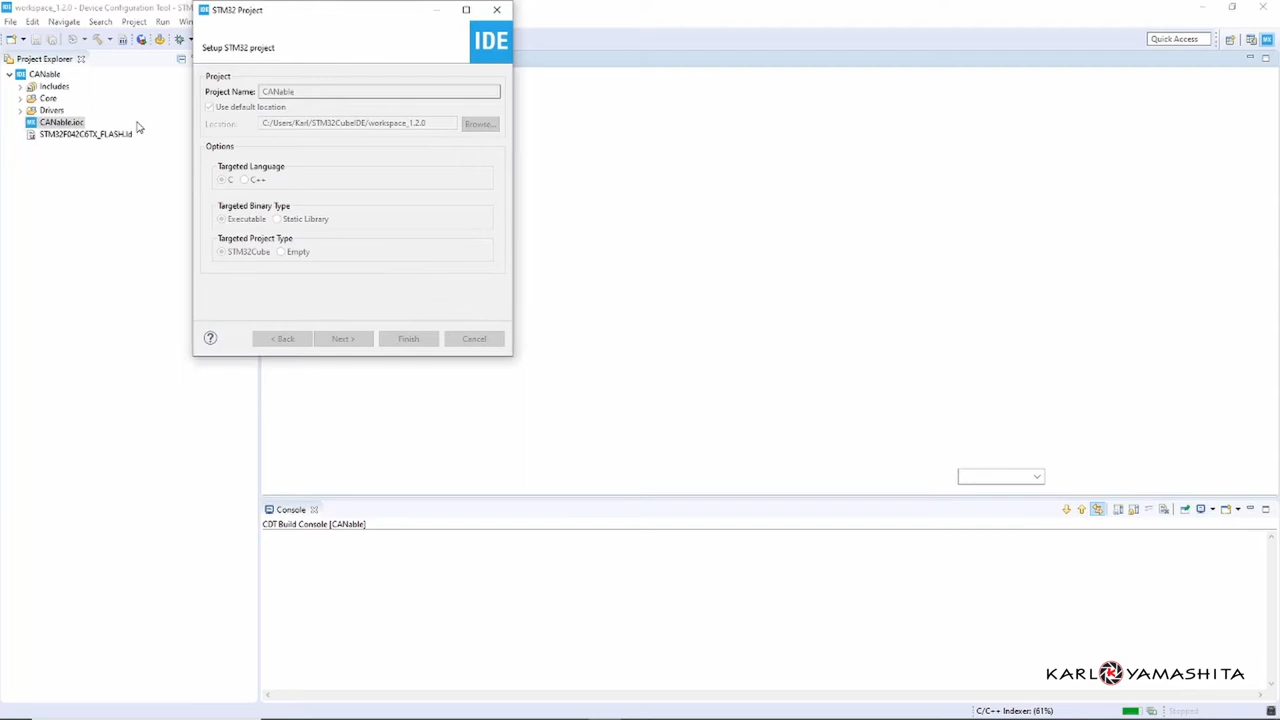 workspace_1.2.0 - Device Configuration Tool - STM
File Edit Navigate Search Project Run Win
Quick Access
Project Explorer
CANable
Includes
Core
Drivers
CANable.ioc
STM32F042C6TX_FLASH.ld
STM32 Project
Setup STM32 project
IDE
Project
Project Name: CANable
Use default location
Location: C:/Users/Karl/STM32CubeIDE/workspace_1.2.0 Browse...
Options
Targeted Language
C C++
Targeted Binary Type
Executable Static Library
Targeted Project Type
STM32Cube Empty
< Back Next > Finish Cancel
Console
CDT Build Console [CANable]
KARL YAMASHITA
C/C++ Indexer: (61%) Stopped